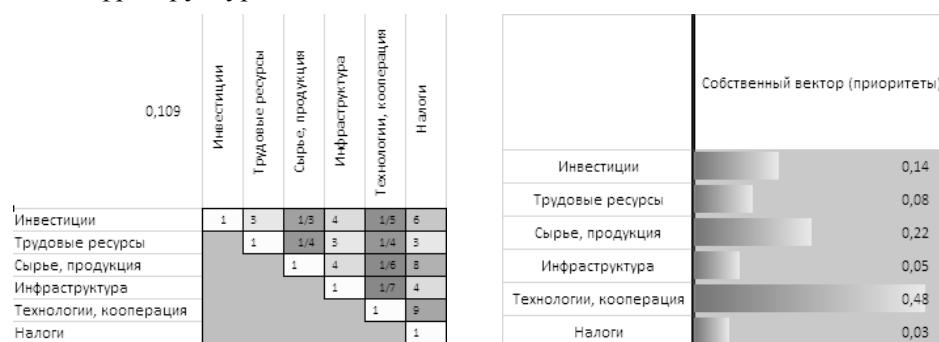 0,109 Инвестиции Трудовые ресурсы Сырье, продукция Инфраструктура Технологии, кооперация Налоги
Инвестиции 1 3 1/3 4 1/5 6
Трудовые ресурсы 1 1/4 3 1/4 3
Сырье, продукция 1 4 1/6 8
Инфраструктура 1 1/7 4
Технологии, кооперация 1 9
Налоги 1
Собственный вектор (приоритеты)
Инвестиции 0,14
Трудовые ресурсы 0,08
Сырье, продукция 0,22
Инфраструктура 0,05
Технологии, кооперация 0,48
Налоги 0,03